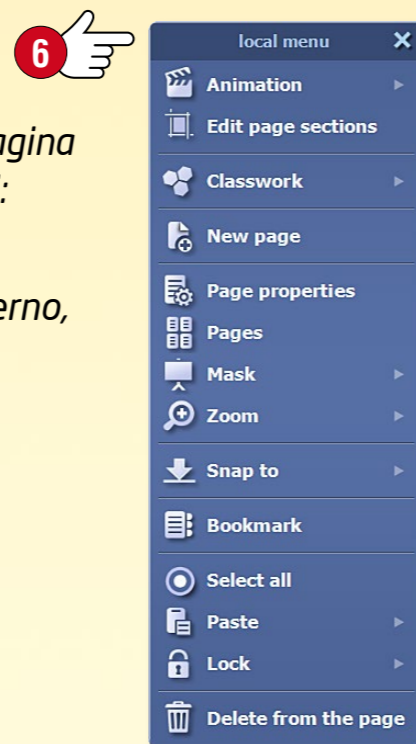 6
local menu
Animation
Edit page sections
Classwork
New page
Page properties
Pages
Mask
Zoom
Snap to
Bookmark
Select all
Paste
Lock
Delete from the page
agina
:
erno,